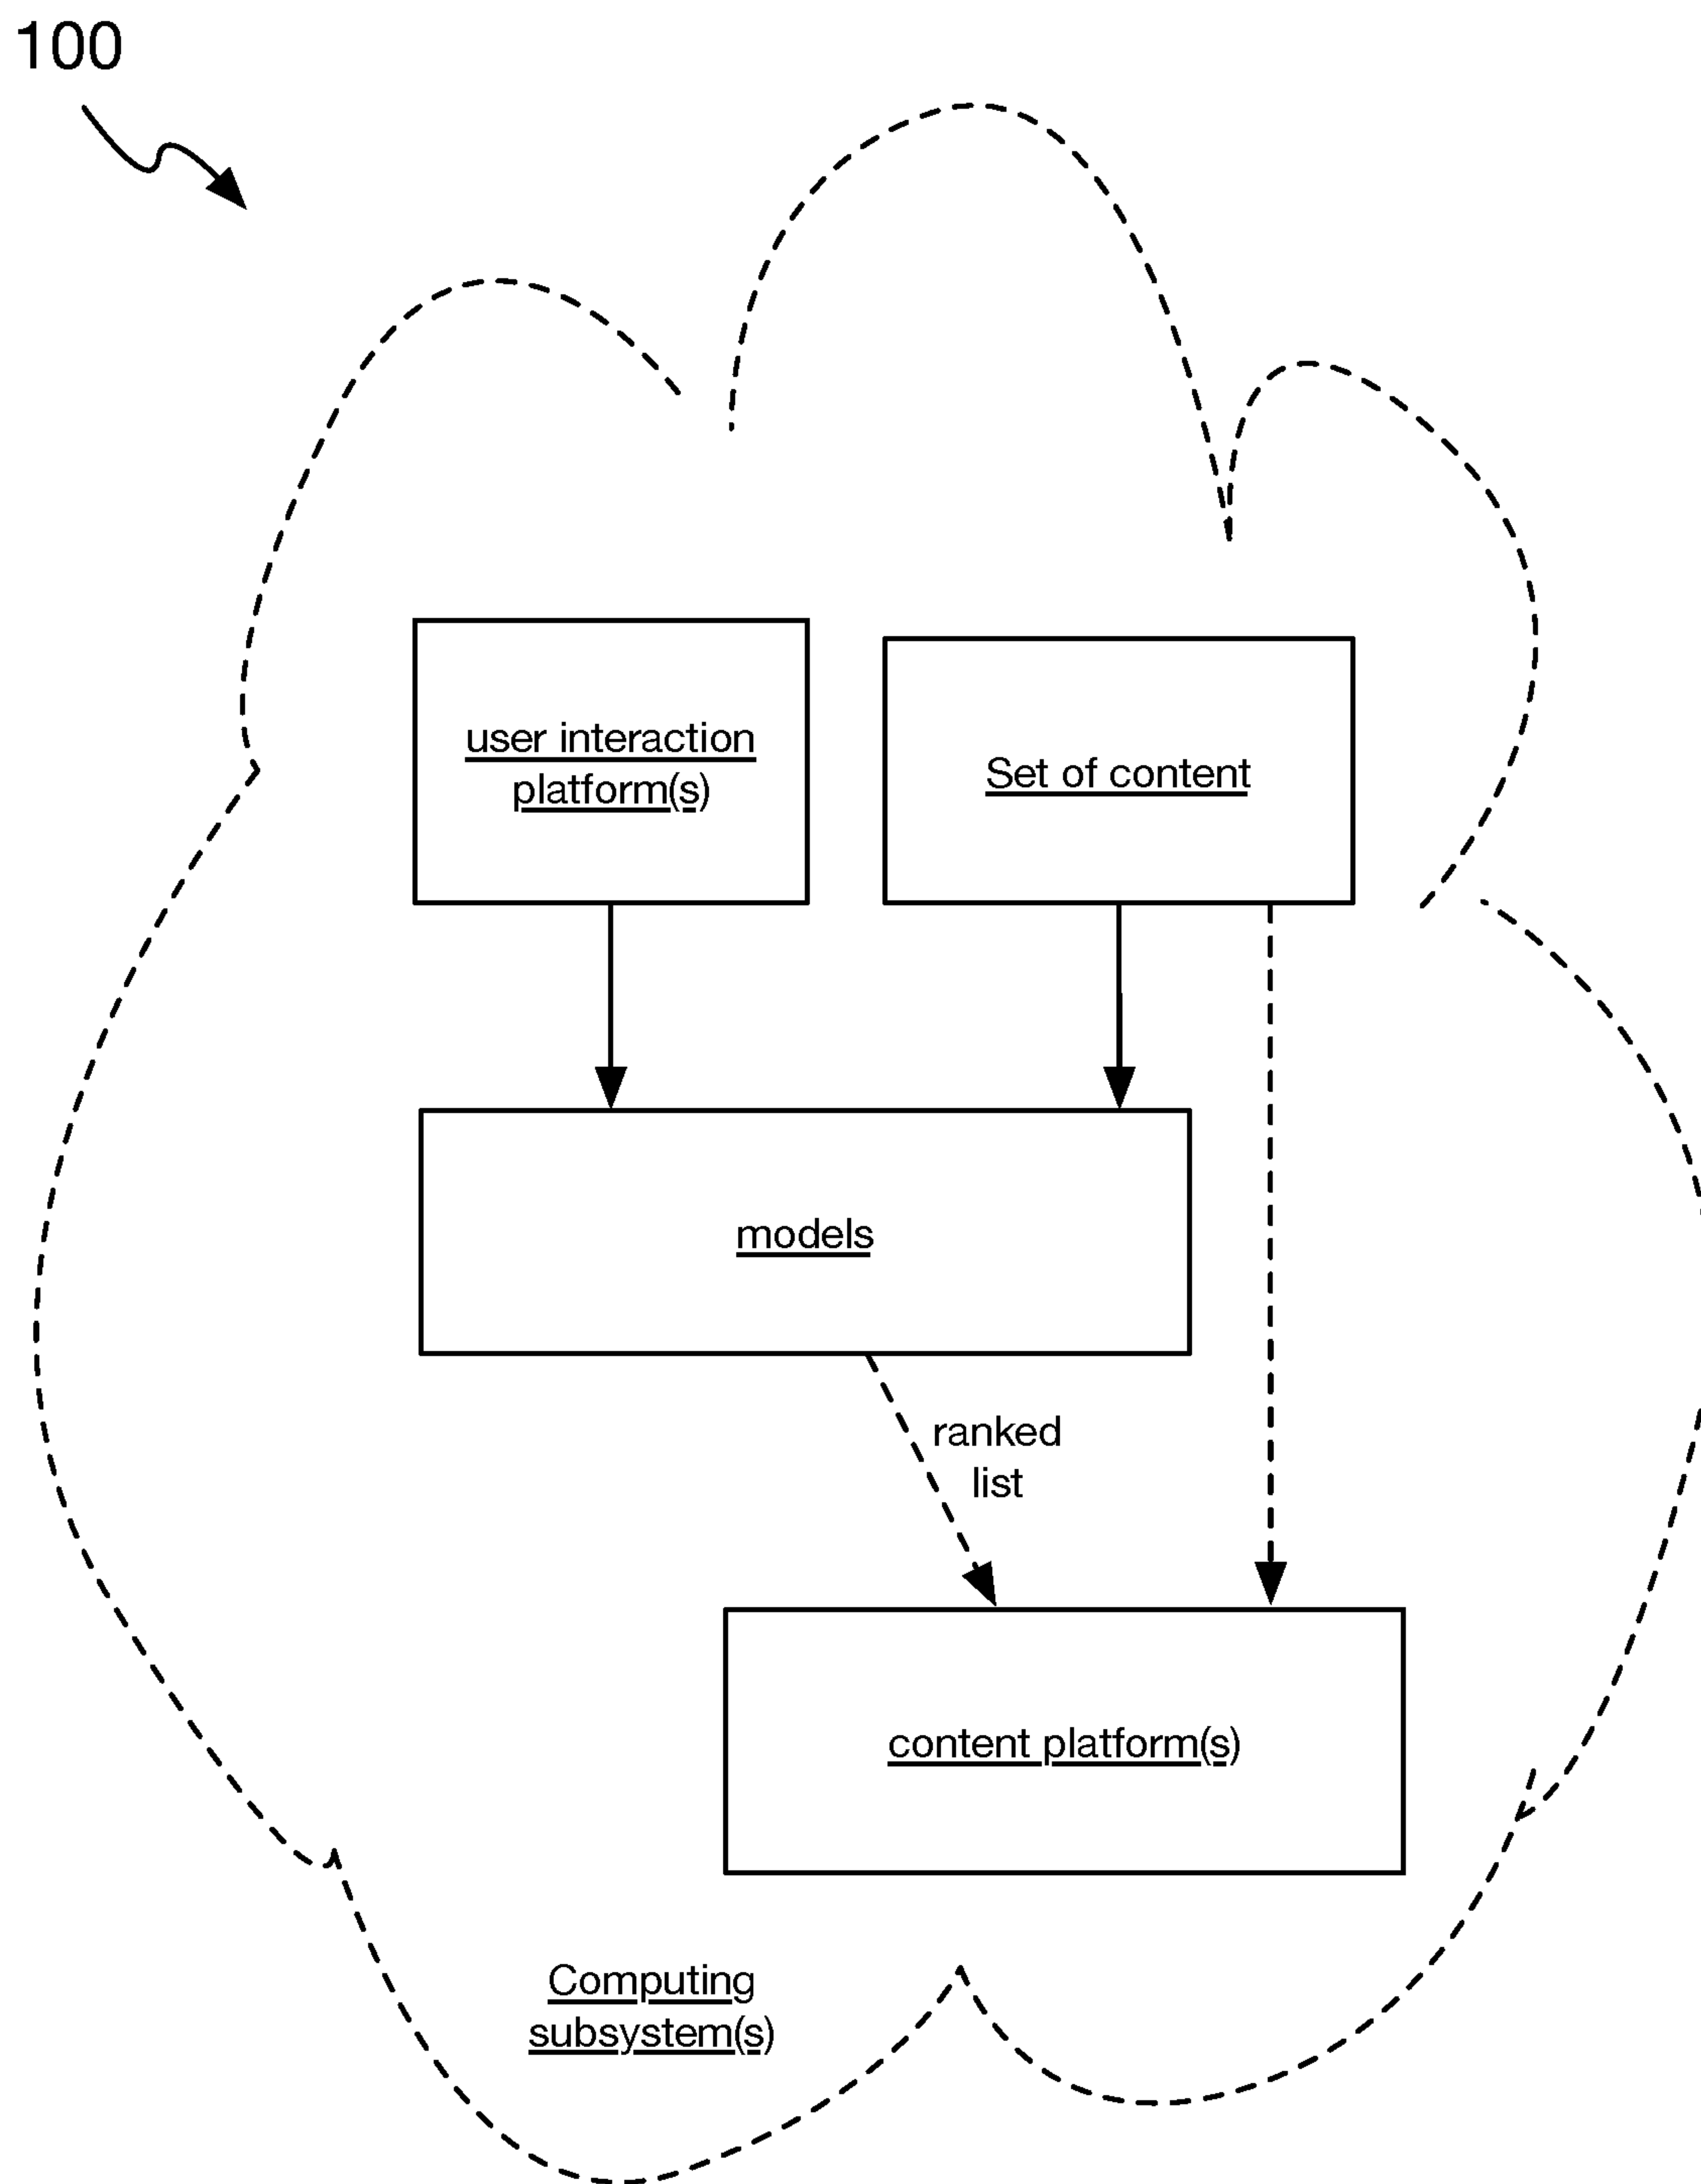 100
user interaction
platform(s)
Set of content
models
ranked
list
content platform(s)
Computing
subsystem(s)